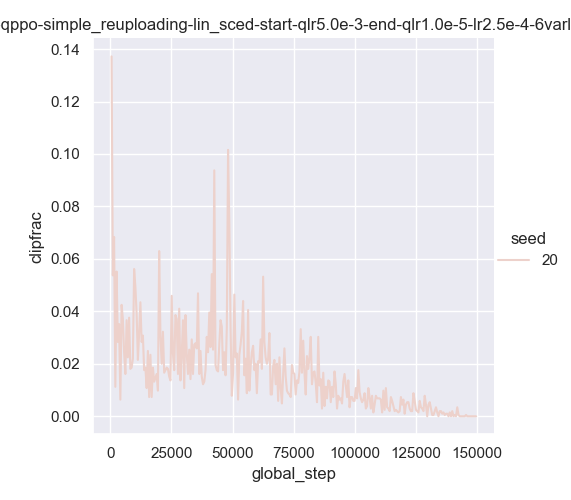 qppo-simple_reuploading-lin_sced-start-qlr5.0e-3-end-qlr1.0e-5-lr2.5e-4-6varl
0.14
0.12
0.10
0.08
0.06
0.04
0.02
0.00
clipfrac
0 25000 50000 75000 100000 125000 150000
global_step
seed
20